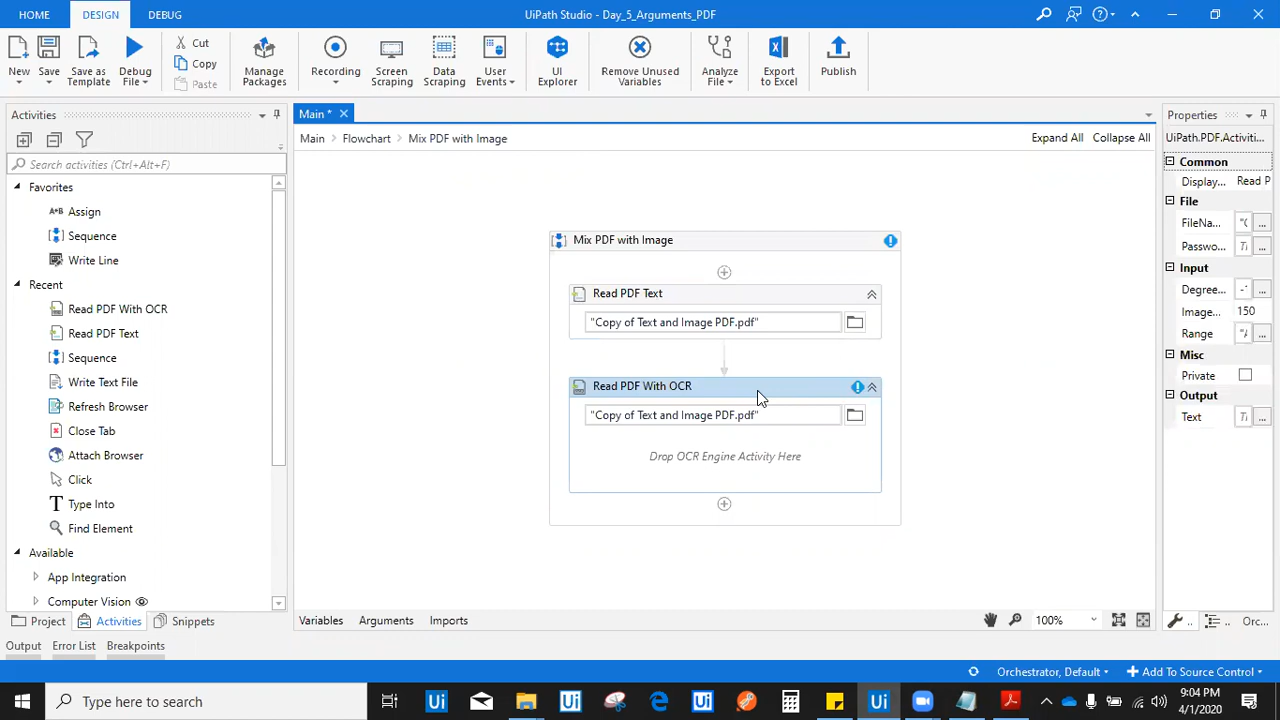 HOME DESIGN DEBUG UiPath Studio - Day_5_Arguments_PDF
New Save Save as Template Debug File Cut Copy Paste Manage Packages Recording Screen Scraping Data Scraping User Events UI Explorer Remove Unused Variables Analyze File Export to Excel Publish
Activities
Main * Properties
Main Flowchart Mix PDF with Image Expand All Collapse All UiPath.PDF.Activiti...
Search activities (Ctrl+Alt+F)
Favorites
Assign
Sequence
Write Line
Recent
Read PDF With OCR
Read PDF Text
Sequence
Write Text File
Refresh Browser
Close Tab
Attach Browser
Click
Type Into
Find Element
Available
App Integration
Computer Vision
Project Activities Snippets
Mix PDF with Image
Read PDF Text
"Copy of Text and Image PDF.pdf"
Read PDF With OCR
"Copy of Text and Image PDF.pdf"
Drop OCR Engine Activity Here
Common
Display... Read P
File
FileNa...
Passwo...
Input
Degree...
Image... 150
Range
Misc
Private
Output
Text
Variables Arguments Imports 100% Orc...
Output Error List Breakpoints
Orchestrator, Default Add To Source Control
Type here to search
9:04 PM
4/1/2020